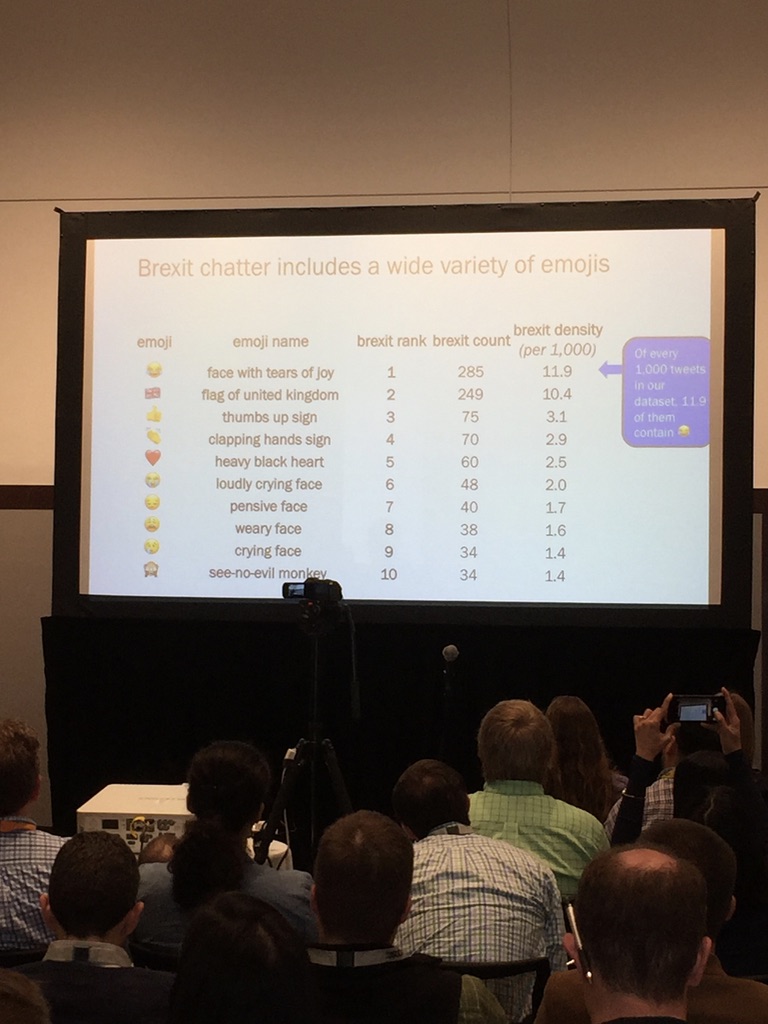 Brexit chatter includes a wide variety of emojis
emoji emoji name brexit rank brexit count brexit density (per 1,000)
face with tears of joy 1 285 11.9
flag of united kingdom 2 249 10.4
thumbs up sign 3 75 3.1
clapping hands sign 4 70 2.9
heavy black heart 5 60 2.5
loudly crying face 6 48 2.0
pensive face 7 40 1.7
weary face 8 38 1.6
crying face 9 34 1.4
see-no-evil monkey 10 34 1.4
Of every
1,000 tweets
in our
dataset, 11.9
of them
contain 😂